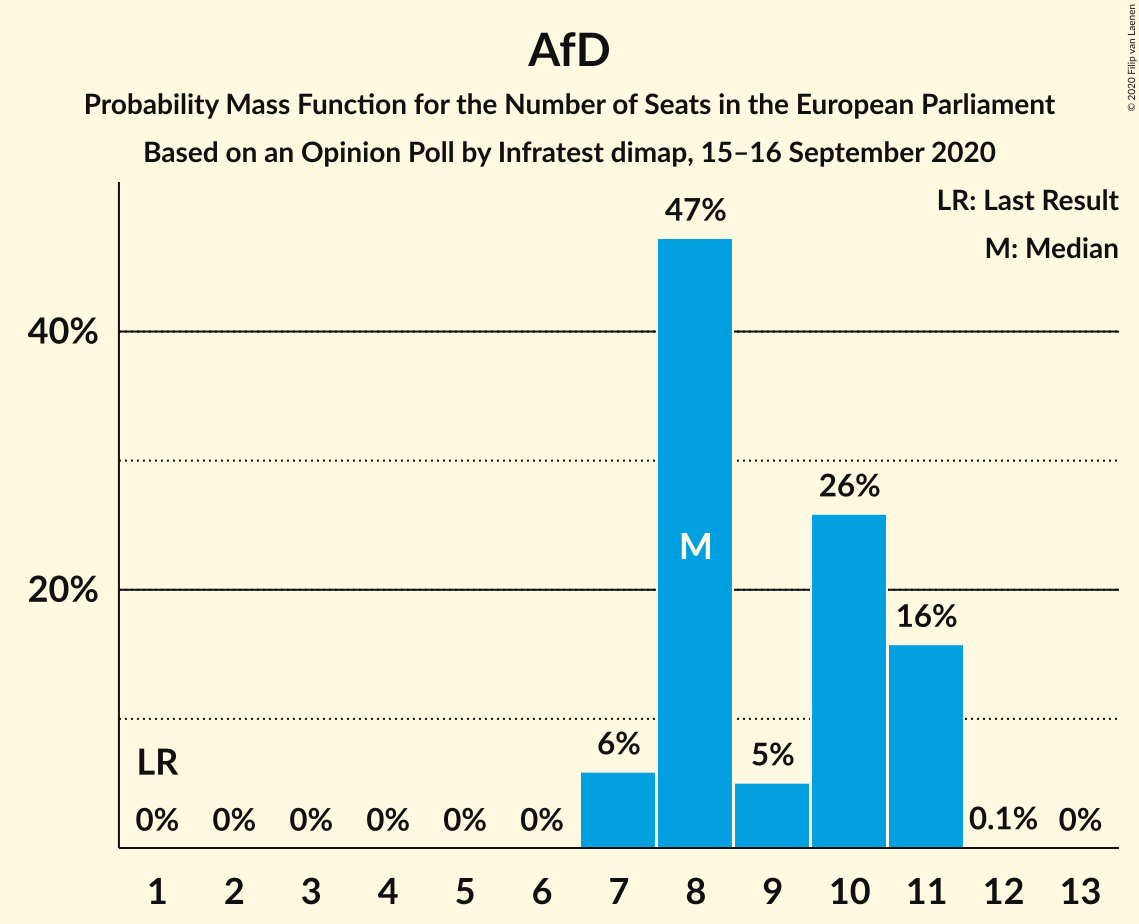 AfD
Probability Mass Function for the Number of Seats in the European Parliament
Based on an Opinion Poll by Infratest dimap, 15–16 September 2020
© 2020 Filip van Laenen
LR: Last Result
M: Median
47%
40%
26%
M
20%
16%
6%
5%
LR
0% 0% 0% 0% 0% 0% 0.1% 0%
1 2 3 4 5 6 7 8 9 10 11 12 13